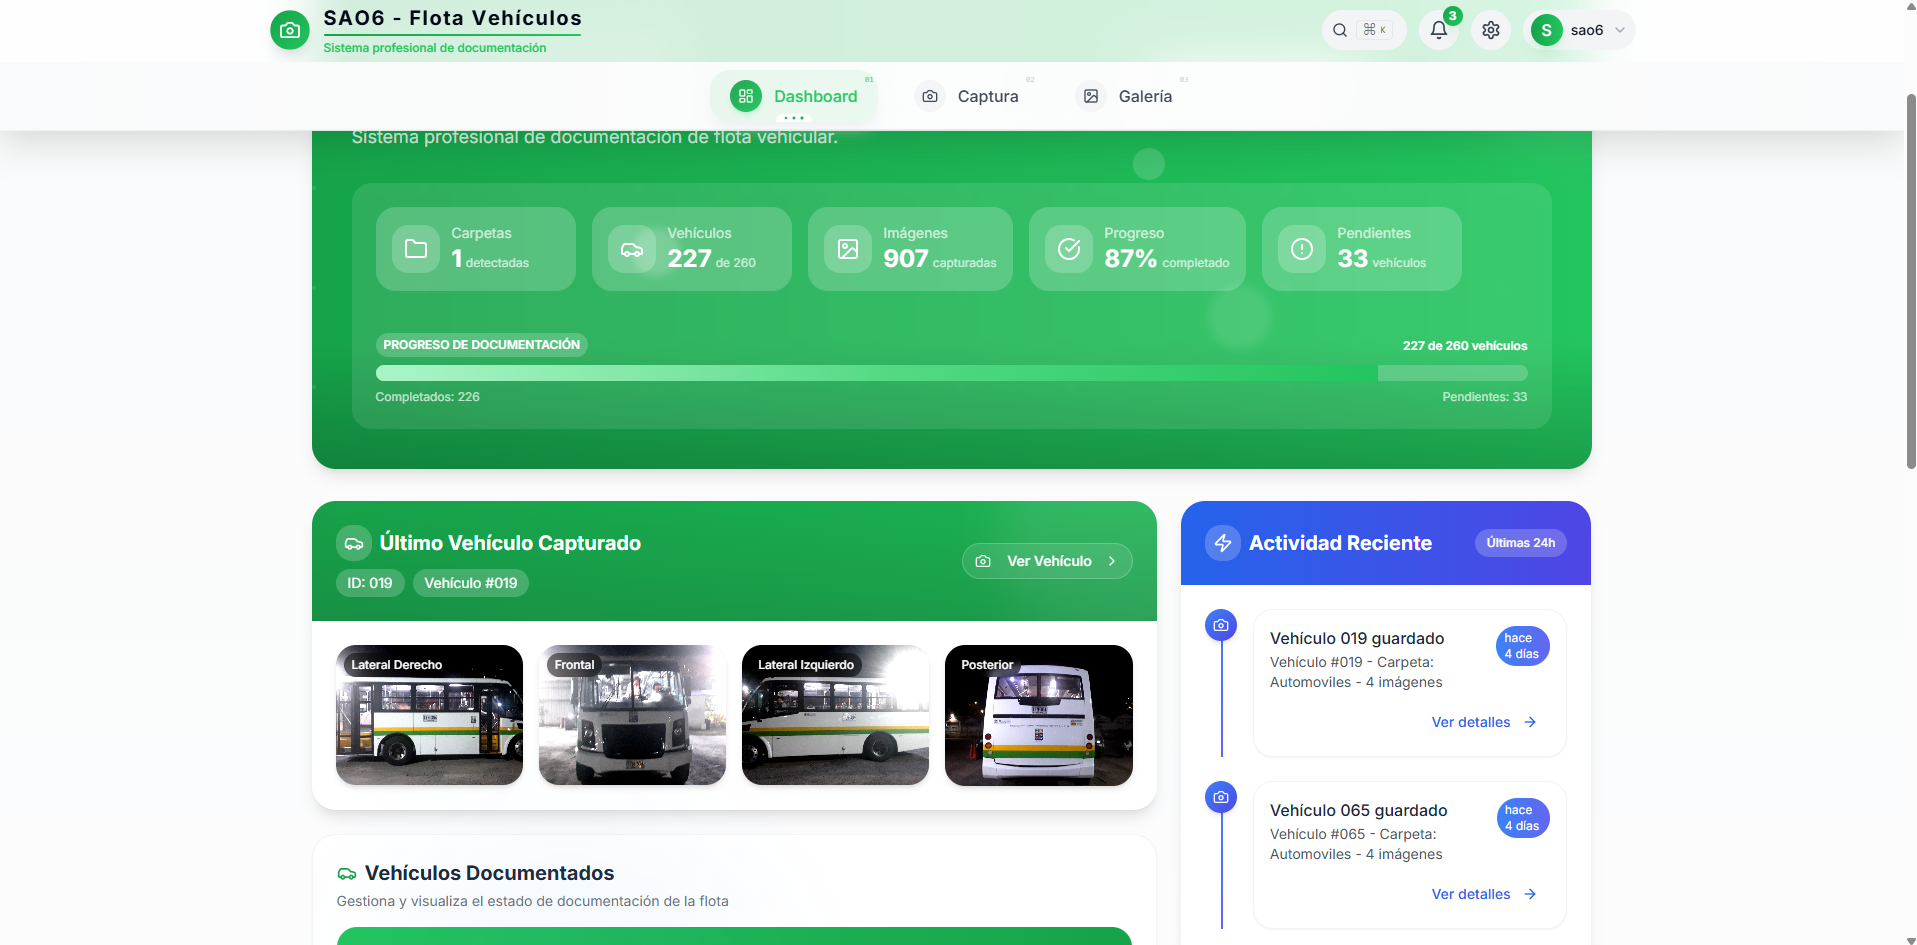 SAO6 - Flota Vehículos
Sistema profesional de documentación
⌘ K
3
S
sao6
Dashboard
01
Captura
02
Galería
03
Sistema profesional de documentación de flota vehicular.
Carpetas
1 detectadas
Vehículos
227 de 260
Imágenes
907 capturadas
Progreso
87% completado
Pendientes
33 vehículos
PROGRESO DE DOCUMENTACIÓN
227 de 260 vehículos
Completados: 226
Pendientes: 33
Último Vehículo Capturado
ID: 019
Vehículo #019
Ver Vehículo
Lateral Derecho
Frontal
Lateral Izquierdo
Posterior
Vehículos Documentados
Gestiona y visualiza el estado de documentación de la flota
Actividad Reciente
Últimas 24h
Vehículo 019 guardado
hace
4 días
Vehículo #019 - Carpeta:
Automoviles - 4 imágenes
Ver detalles
Vehículo 065 guardado
hace
4 días
Vehículo #065 - Carpeta:
Automoviles - 4 imágenes
Ver detalles